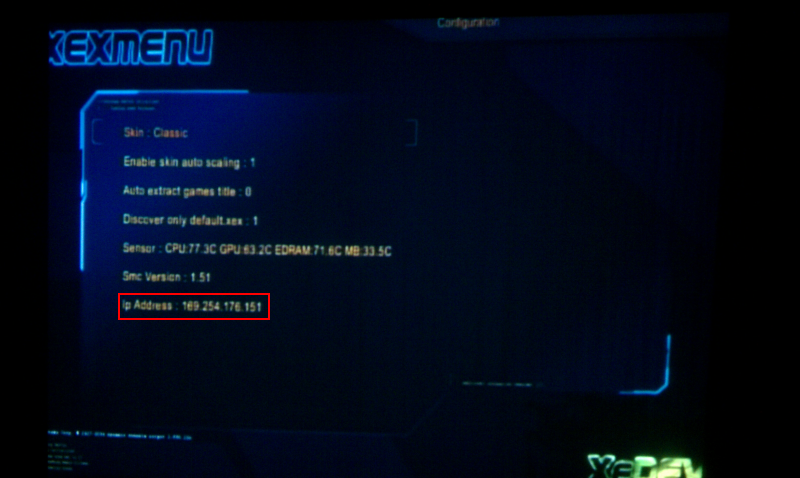 Configuration
XEXMENU
Skin : Classic
Enable skin auto scaling : 1
Auto extract games title : 0
Discover only default.xex : 1
Sensor : CPU:77.3C GPU:63.2C EDRAM:71.6C MB:33.5C
Smc Version : 1.51
Ip Address : 169.254.176.151
XeDEV